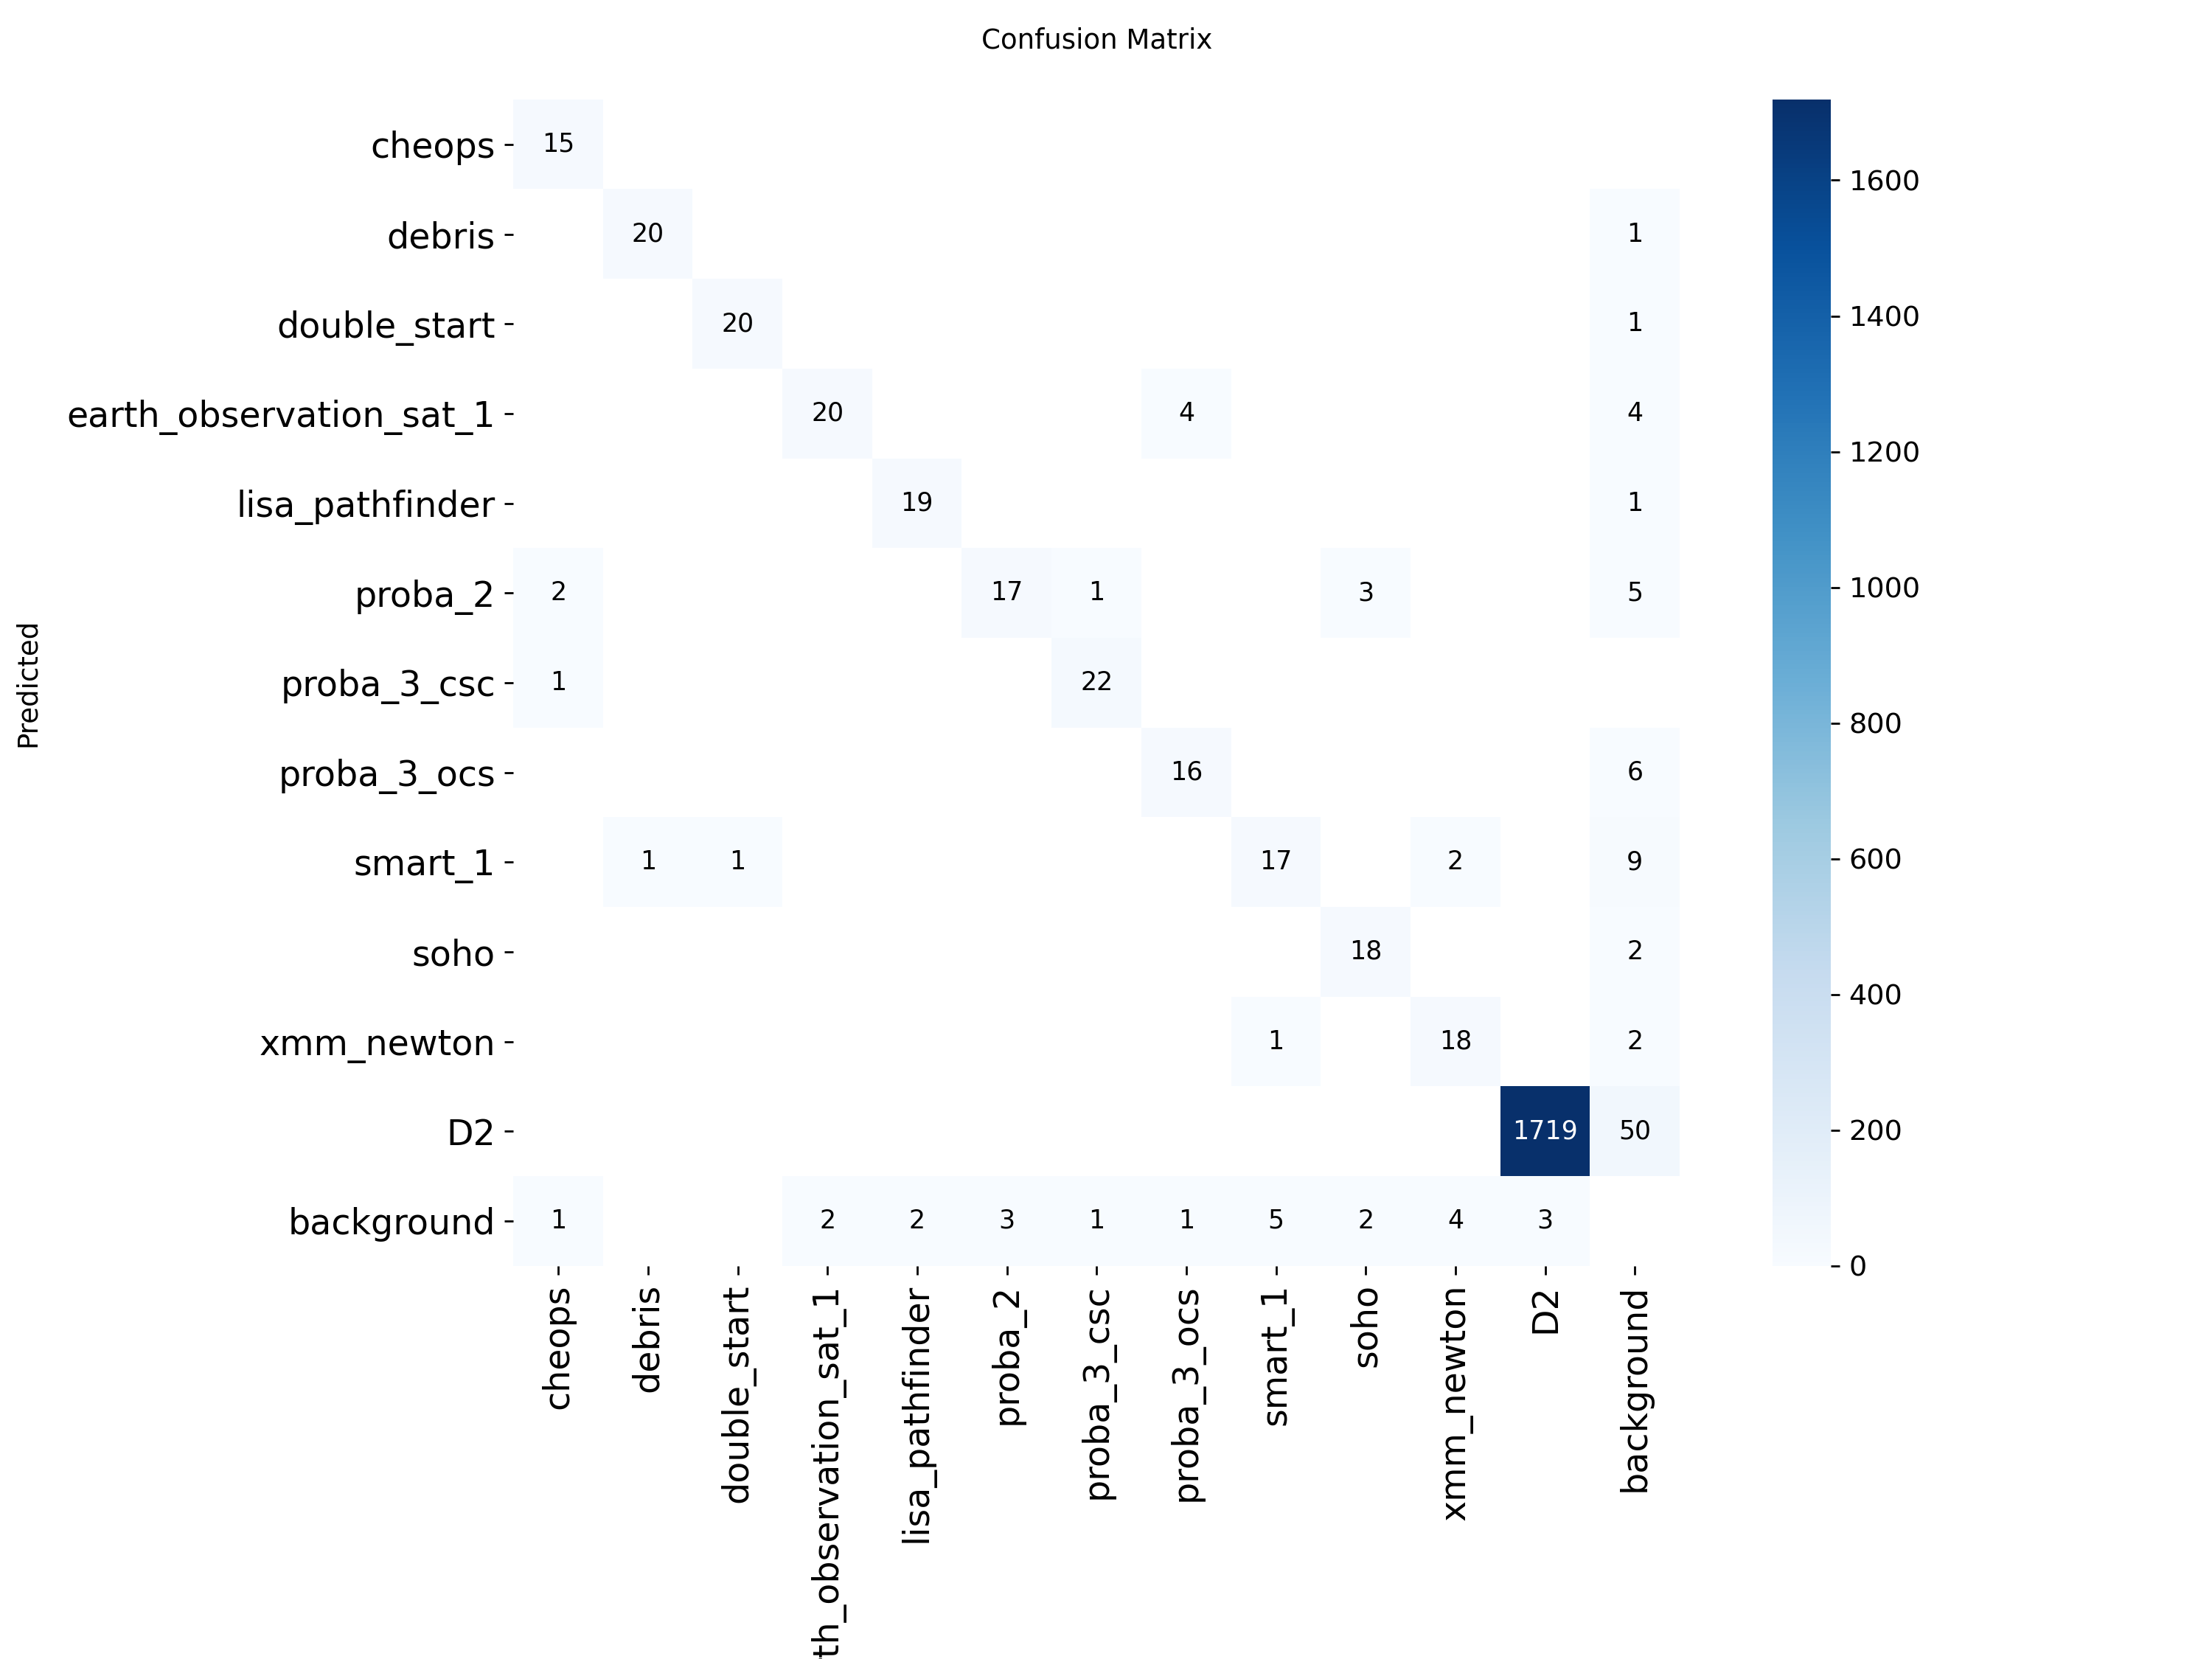 Confusion Matrix
cheops 15
debris 20 1
double_start 20 1
earth_observation_sat_1 20 4 4
lisa_pathfinder 19 1
proba_2 2 17 1 3 5
proba_3_csc 1 22
proba_3_ocs 16 6
smart_1 1 1 17 2 9
soho 18 2
xmm_newton 1 18 2
D2 1719 50
background 1 2 2 3 1 1 5 2 4 3
Predicted
cheops
debris
double_start
th_observation_sat_1
lisa_pathfinder
proba_2
proba_3_csc
proba_3_ocs
smart_1
soho
xmm_newton
D2
background
1600
1400
1200
1000
800
600
400
200
0